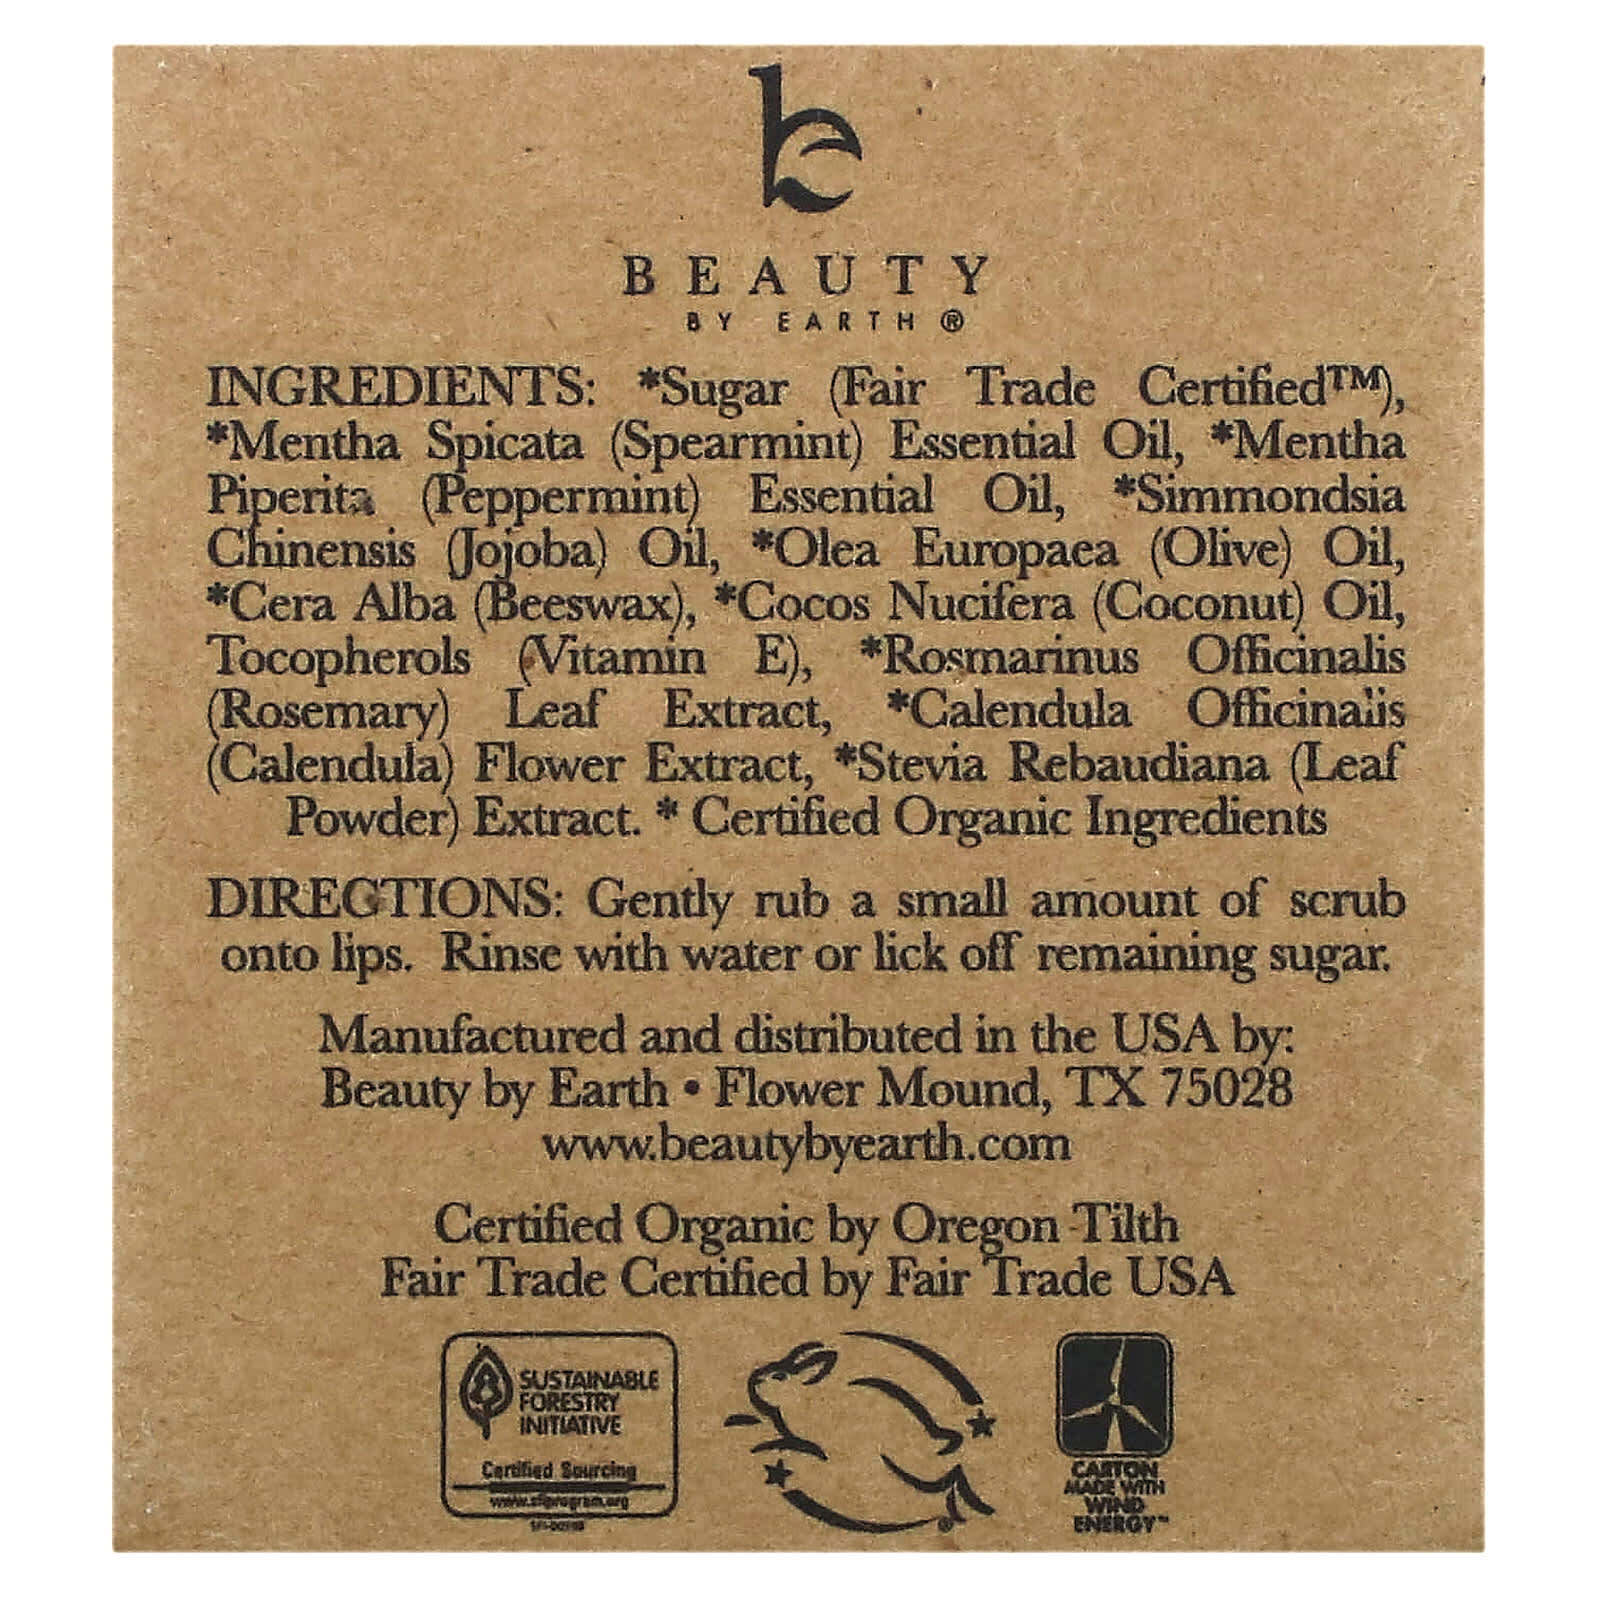 BEAUTY
BY EARTH ®
INGREDIENTS: *Sugar (Fair Trade Certified™),
*Mentha Spicata (Spearmint) Essential Oil, *Mentha
Piperita (Peppermint) Essential Oil, *Simmondsia
Chinensis (Jojoba) Oil, *Olea Europaea (Olive) Oil,
*Cera Alba (Beeswax), *Cocos Nucifera (Coconut) Oil,
Tocopherols (Vitamin E), *Rosmarinus Officinalis
(Rosemary) Leaf Extract, *Calendula Officinalis
(Calendula) Flower Extract, *Stevia Rebaudiana (Leaf
Powder) Extract. * Certified Organic Ingredients
DIRECTIONS: Gently rub a small amount of scrub
onto lips. Rinse with water or lick off remaining sugar.
Manufactured and distributed in the USA by:
Beauty by Earth • Flower Mound, TX 75028
www.beautybyearth.com
Certified Organic by Oregon Tilth
Fair Trade Certified by Fair Trade USA
SUSTAINABLE
FORESTRY
INITIATIVE
Certified Sourcing
www.sfiprogram.org
®
CARTON
MADE WITH
WIND
ENERGY™